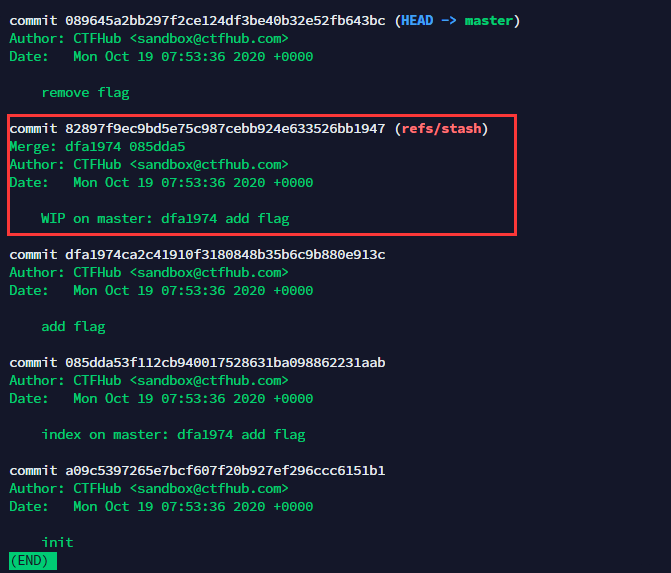 commit 089645a2bb297f2ce124df3be40b32e52fb643bc (HEAD -> master)
Author: CTFHub <sandbox@ctfhub.com>
Date:   Mon Oct 19 07:53:36 2020 +0000
    remove flag
commit 82897f9ec9bd5e75c987cebb924e633526bb1947 (refs/stash)
Merge: dfa1974 085dda5
Author: CTFHub <sandbox@ctfhub.com>
Date:   Mon Oct 19 07:53:36 2020 +0000
    WIP on master: dfa1974 add flag
commit dfa1974ca2c41910f3180848b35b6c9b880e913c
Author: CTFHub <sandbox@ctfhub.com>
Date:   Mon Oct 19 07:53:36 2020 +0000
    add flag
commit 085dda53f112cb940017528631ba098862231aab
Author: CTFHub <sandbox@ctfhub.com>
Date:   Mon Oct 19 07:53:36 2020 +0000
    index on master: dfa1974 add flag
commit a09c5397265e7bcf607f20b927ef296ccc6151b1
Author: CTFHub <sandbox@ctfhub.com>
Date:   Mon Oct 19 07:53:36 2020 +0000
    init
(END)